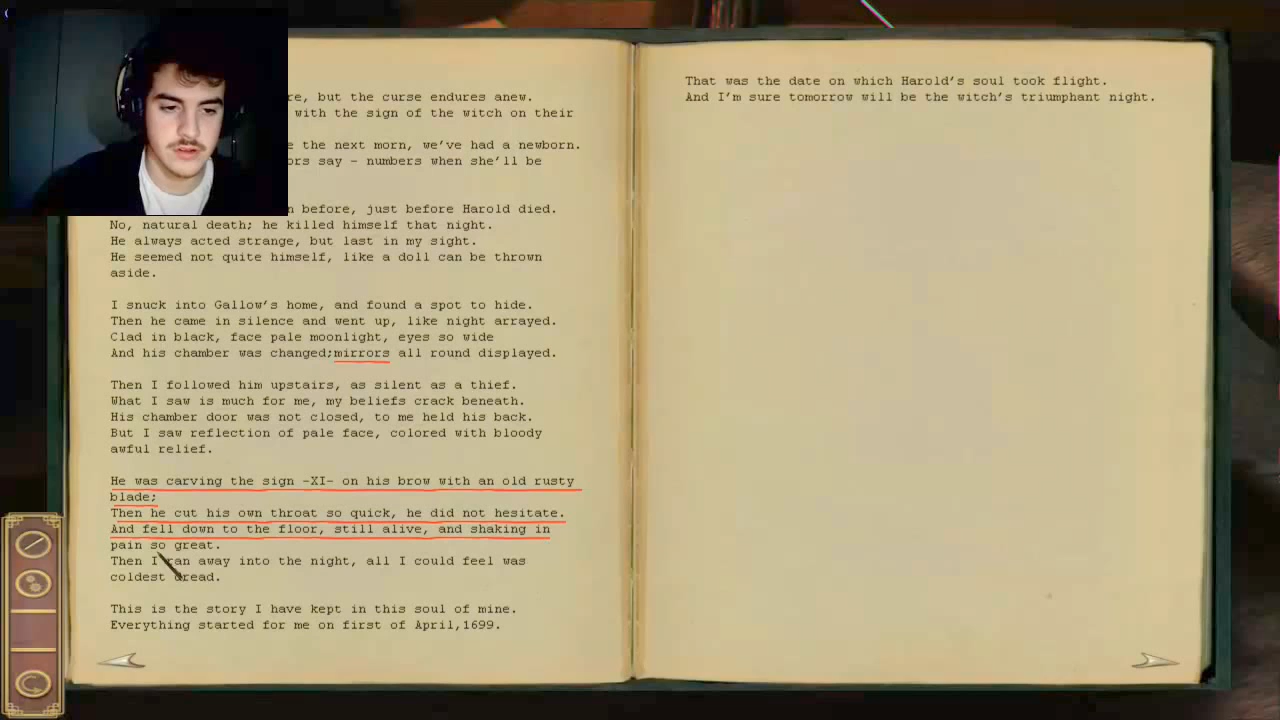 re, but the curse endures anew.
with the sign of the witch on their
e the next morn, we've had a newborn.
ors say - numbers when she'll be
n before, just before Harold died.
No, natural death; he killed himself that night.
He always acted strange, but last in my sight.
He seemed not quite himself, like a doll can be thrown
aside.
I snuck into Gallow's home, and found a spot to hide.
Then he came in silence and went up, like night arrayed.
Clad in black, face pale moonlight, eyes so wide
And his chamber was changed;mirrors all round displayed.
Then I followed him upstairs, as silent as a thief.
What I saw is much for me, my beliefs crack beneath.
His chamber door was not closed, to me held his back.
But I saw reflection of pale face, colored with bloody
awful relief.
He was carving the sign -XI- on his brow with an old rusty
blade;
Then he cut his own throat so quick, he did not hesitate.
And fell down to the floor, still alive, and shaking in
pain so great.
Then I ran away into the night, all I could feel was
coldest dread.
This is the story I have kept in this soul of mine.
Everything started for me on first of April,1699.
That was the date on which Harold's soul took flight.
And I'm sure tomorrow will be the witch's triumphant night.